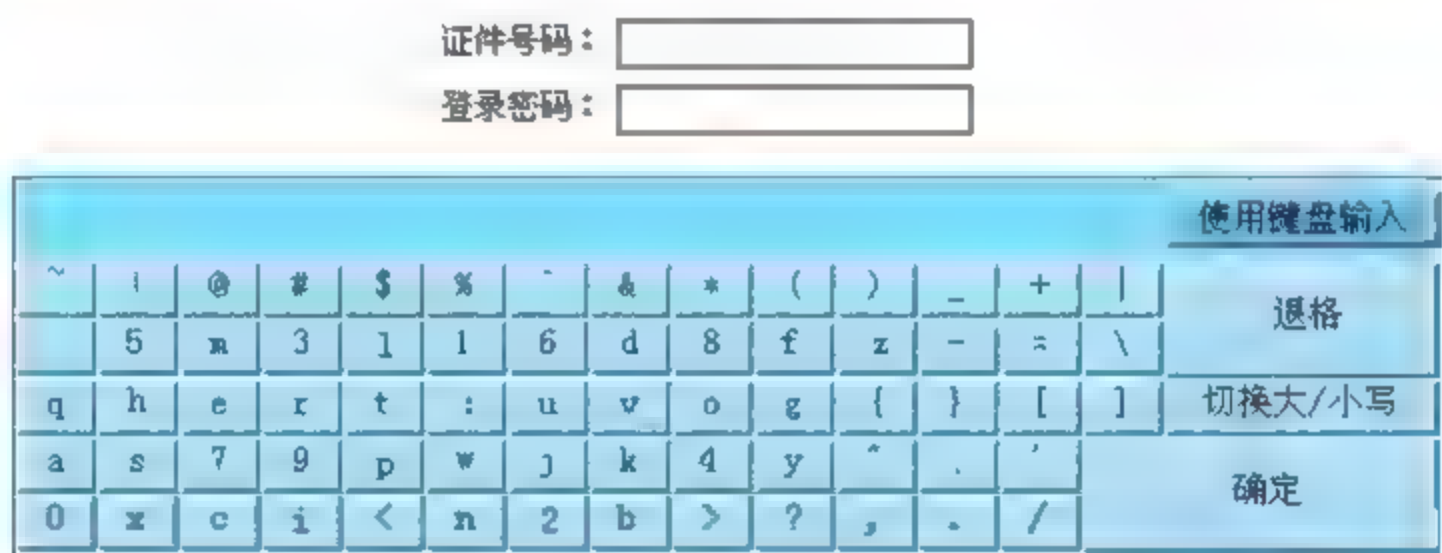 证件号码：
登录密码：
使用键盘输入
~ ! @ # $ % & * ( ) _ + |
退格
5 m 3 1 6 d 8 f z - = \
q h e r t : u v o g { } [ ]
切换大/小写
a s 7 9 p w j k 4 y
确定
0 x c i < n 2 b > ? , . /